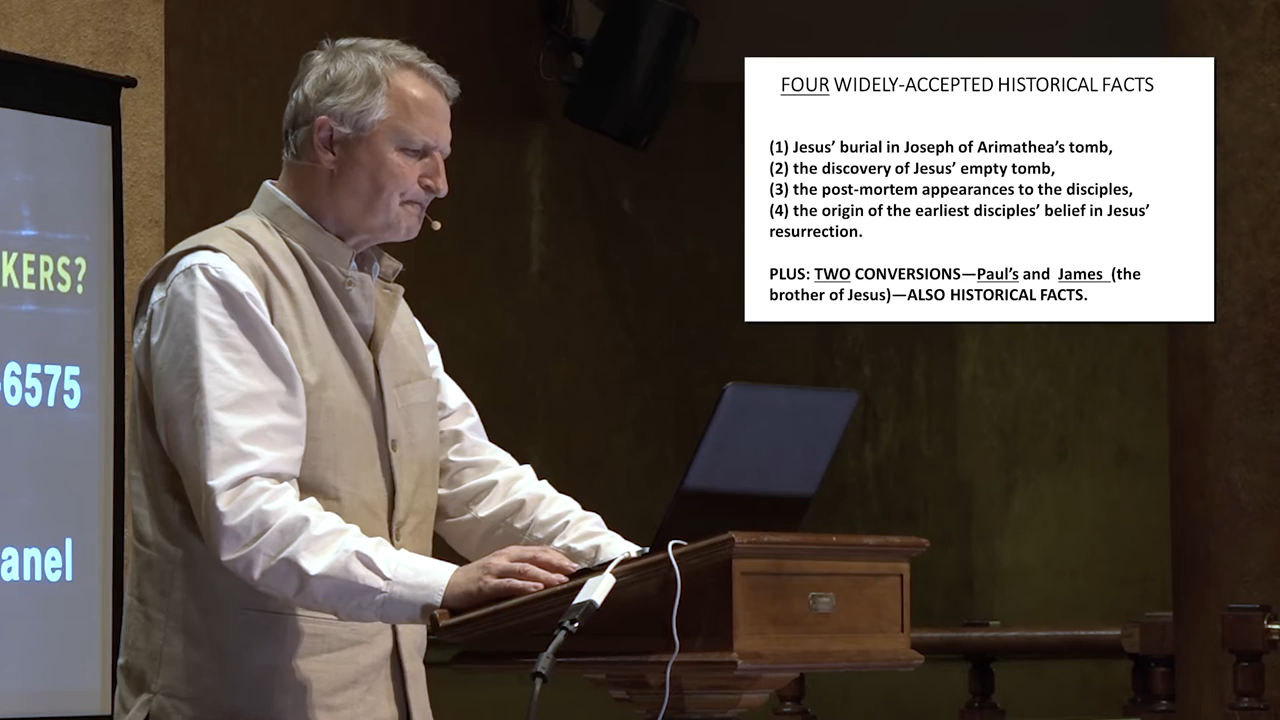 KERS?
-6575
anel
FOUR WIDELY-ACCEPTED HISTORICAL FACTS
(1) Jesus’ burial in Joseph of Arimathea’s tomb,
(2) the discovery of Jesus’ empty tomb,
(3) the post-mortem appearances to the disciples,
(4) the origin of the earliest disciples’ belief in Jesus’
resurrection.
PLUS: TWO CONVERSIONS—Paul’s and James (the
brother of Jesus)—ALSO HISTORICAL FACTS.